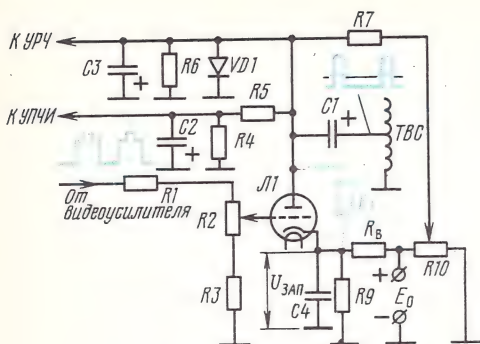 К УРЧ
R7
C3
+
R6
VD1
R5
К УПЧИ
C2
+
R4
C1
+
ТВС
R1
Л1
От
видеоусилителя
R2
Rв
R3
Uзап
C4
R9
+
E0
−
R10